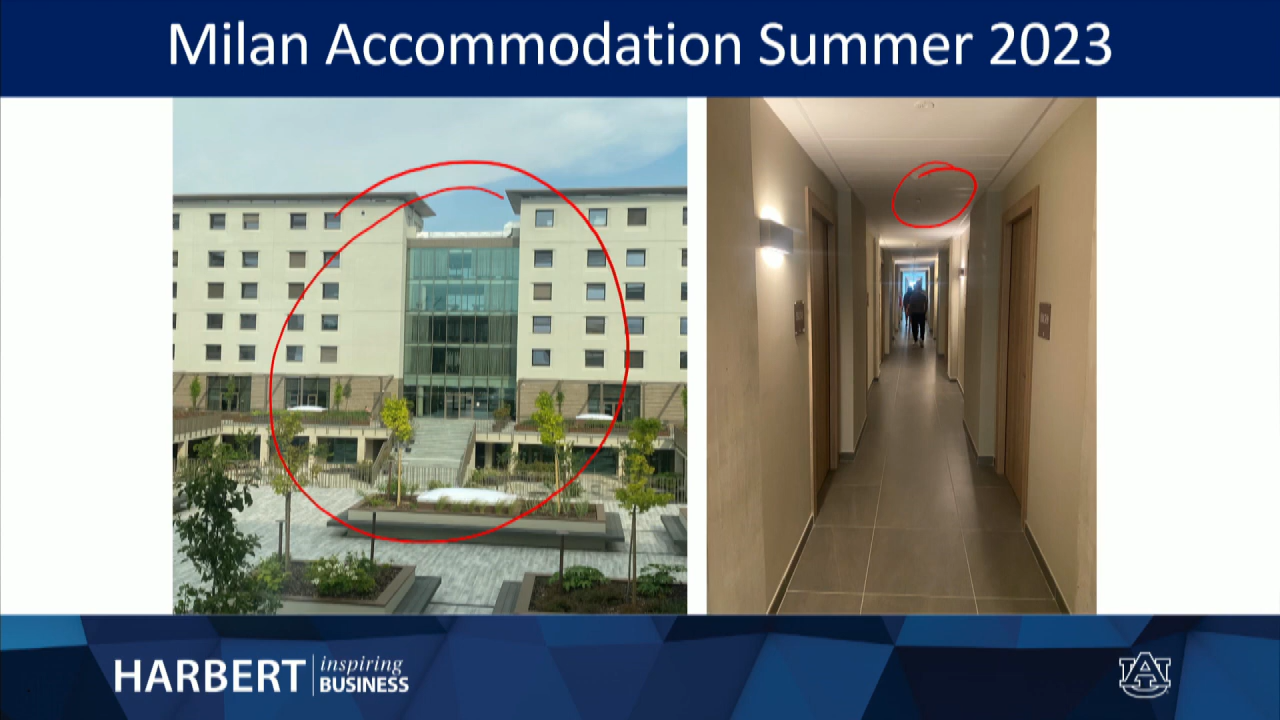 Milan Accommodation Summer 2023
HARBERT
inspiring
BUSINESS
AU